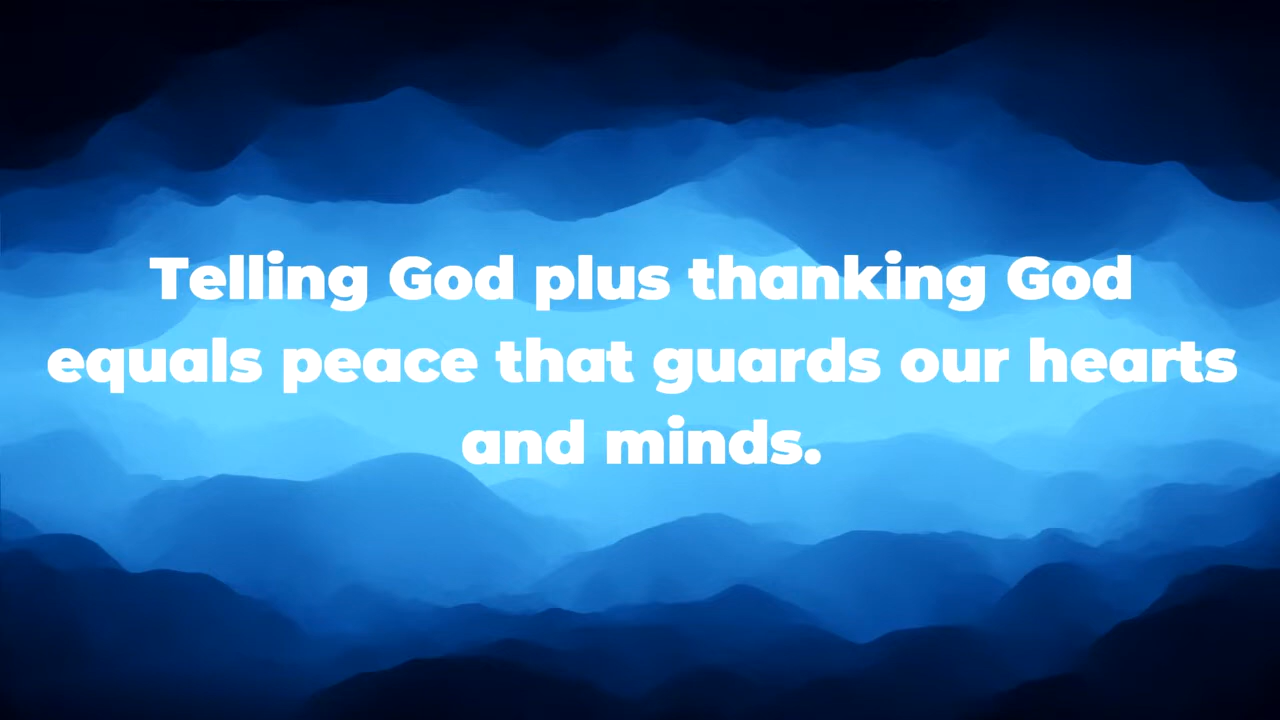 Telling God plus thanking God
equals peace that guards our hearts
and minds.